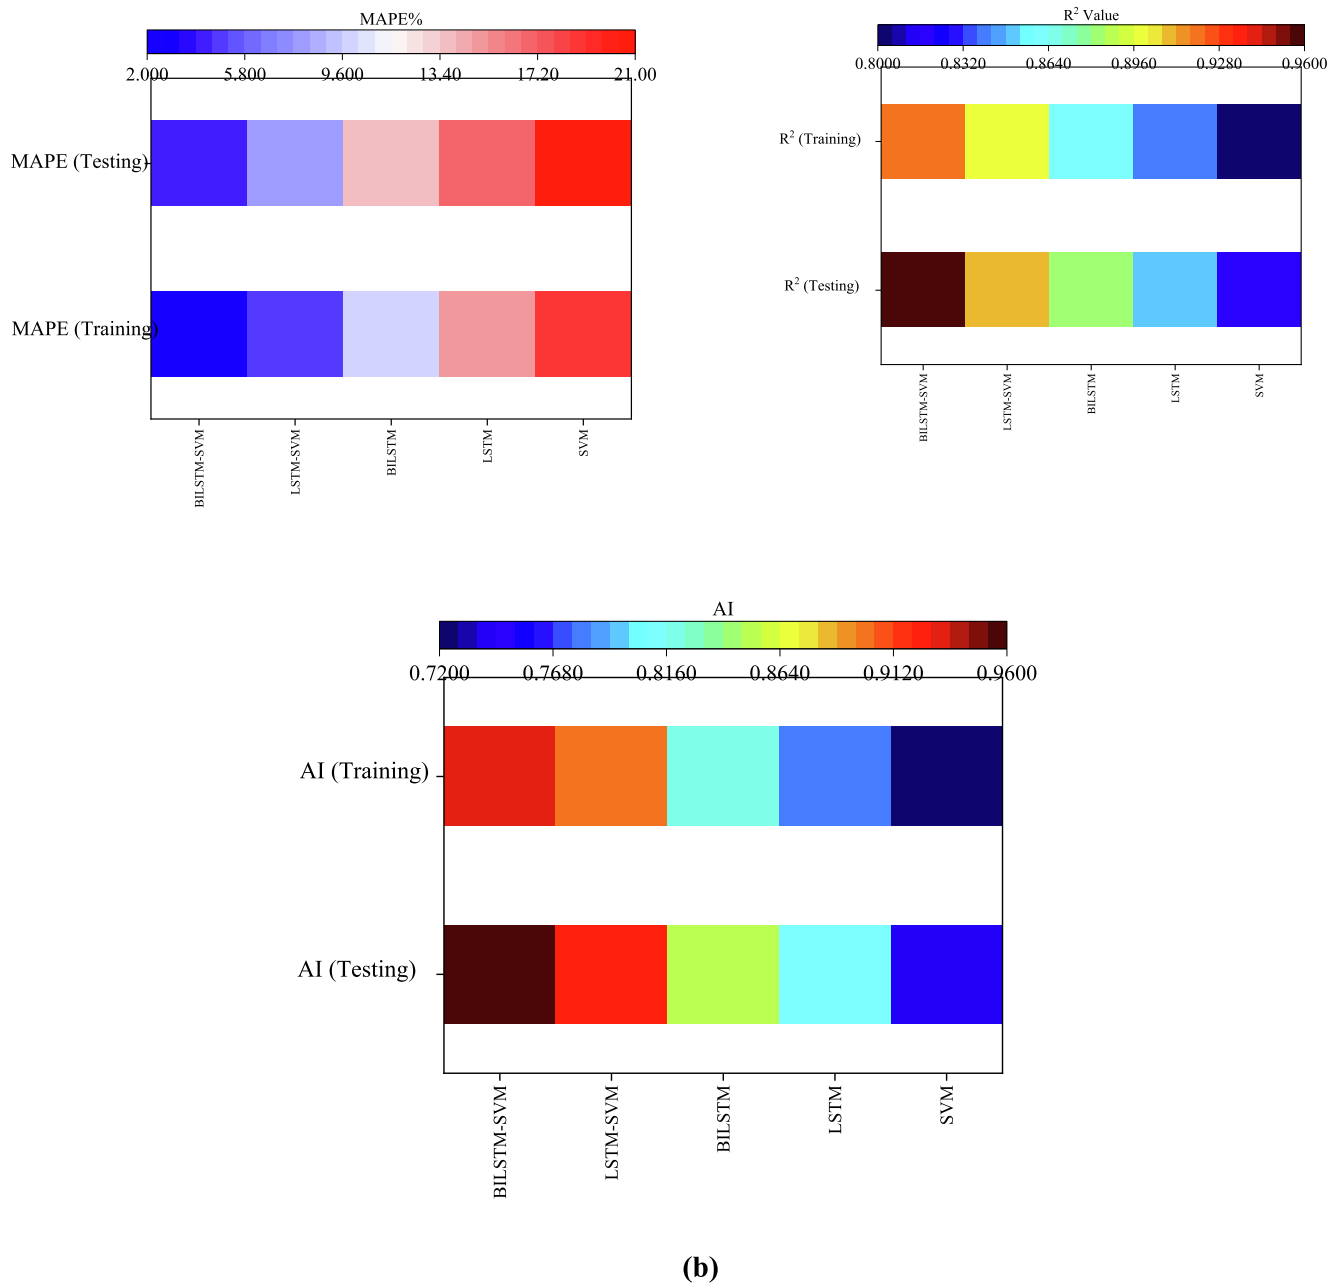 MAPE%
2.000 5.800 9.600 13.40 17.20 21.00
MAPE (Testing)
MAPE (Training)
BILSTM-SVM
LSTM-SVM
BILSTM
LSTM
SVM
R² Value
0.8000 0.8320 0.8640 0.8960 0.9280 0.9600
R² (Training)
R² (Testing)
BILSTM-SVM
LSTM-SVM
BILSTM
LSTM
SVM
AI
0.7200 0.7680 0.8160 0.8640 0.9120 0.9600
AI (Training)
AI (Testing)
BILSTM-SVM
LSTM-SVM
BILSTM
LSTM
SVM
(b)